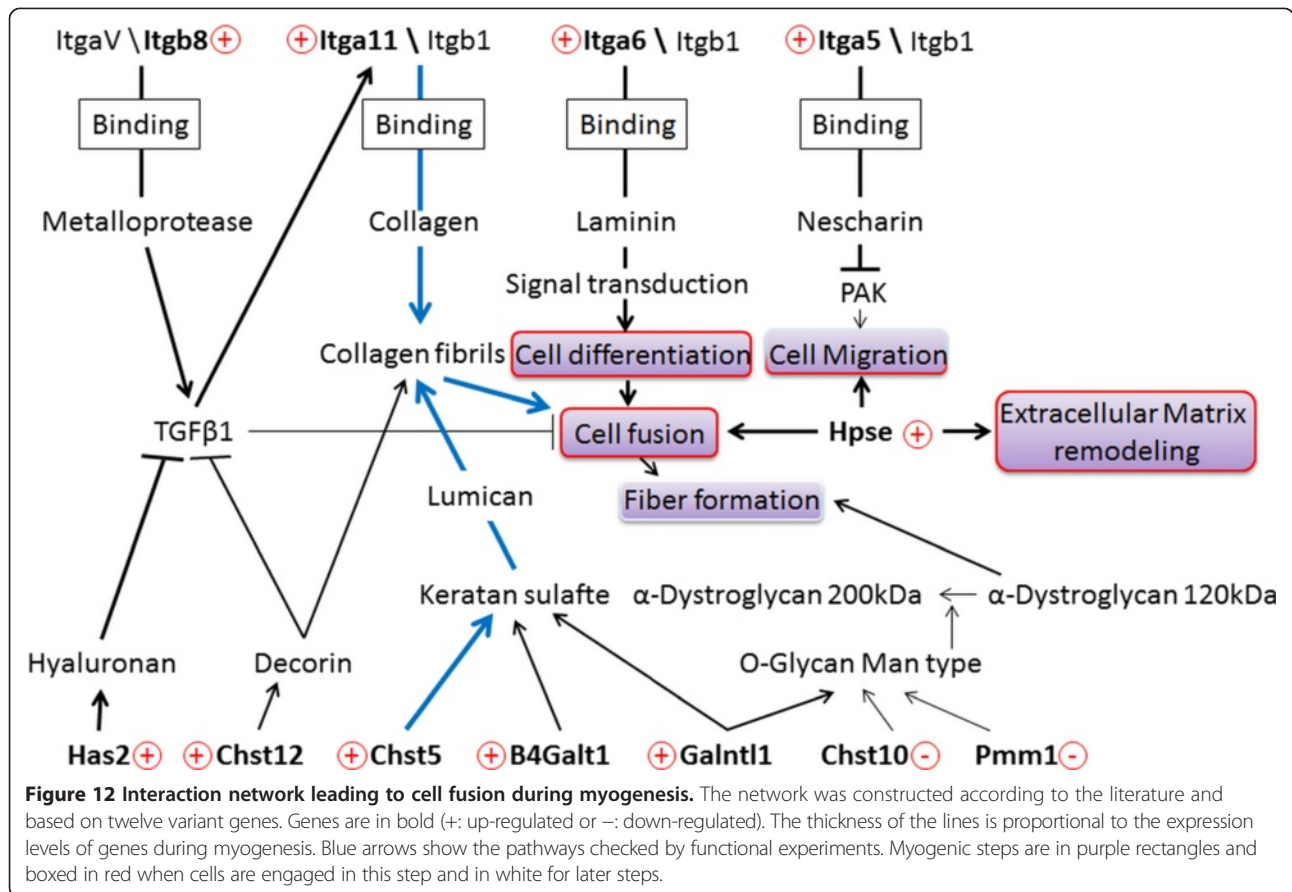 ItgaV \ Itgb8 +
+ Itga11 \ Itgb1
+ Itga6 \ Itgb1
+ Itga5 \ Itgb1
Binding
Binding
Binding
Binding
Metalloprotease
Collagen
Laminin
Nescharin
Signal transduction
PAK
Collagen fibrils
Cell differentiation
Cell Migration
TGFβ1
Cell fusion
Hpse +
Extracellular Matrix
remodeling
Lumican
Fiber formation
Keratan sulafte
α-Dystroglycan 200kDa
α-Dystroglycan 120kDa
Hyaluronan
Decorin
O-Glycan Man type
Has2 +
+ Chst12
+ Chst5
+ B4Galt1
+ Galntl1
Chst10 -
Pmm1 -
Figure 12 Interaction network leading to cell fusion during myogenesis. The network was constructed according to the literature and
based on twelve variant genes. Genes are in bold (+: up-regulated or –: down-regulated). The thickness of the lines is proportional to the expression
levels of genes during myogenesis. Blue arrows show the pathways checked by functional experiments. Myogenic steps are in purple rectangles and
boxed in red when cells are engaged in this step and in white for later steps.